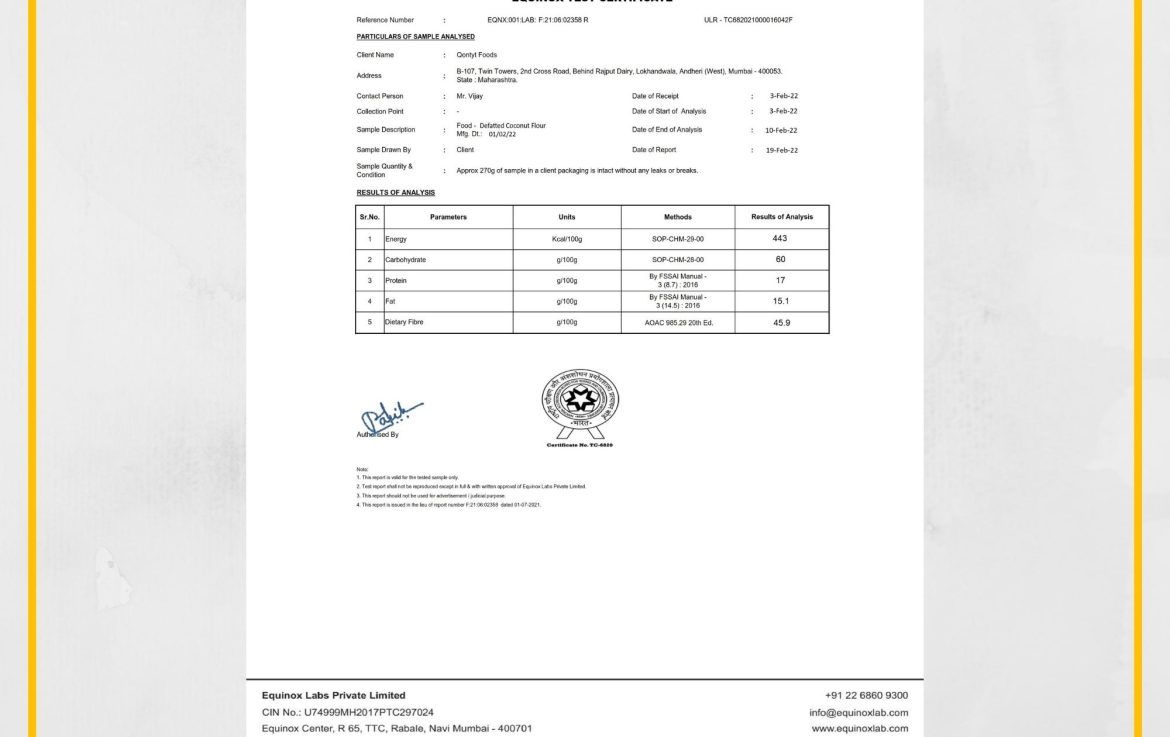 EQUINOX TEST CERTIFICATE
Reference Number : EQNX:001:LAB: F:21:06:02358 R ULR - TC682021000016042F
PARTICULARS OF SAMPLE ANALYSED
Client Name : Qontyt Foods
Address : B-107, Twin Towers, 2nd Cross Road, Behind Rajput Dairy, Lokhandwala, Andheri (West), Mumbai - 400053.
State : Maharashtra.
Contact Person : Mr. Vijay Date of Receipt : 3-Feb-22
Collection Point : - Date of Start of Analysis : 3-Feb-22
Sample Description : Food - Defatted Coconut Flour
Mfg. Dt.: 01/02/22 Date of End of Analysis : 10-Feb-22
Sample Drawn By : Client Date of Report : 19-Feb-22
Sample Quantity &
Condition : Approx 270g of sample in a client packaging is intact without any leaks or breaks.
RESULTS OF ANALYSIS
Sr.No. Parameters Units Methods Results of Analysis
1 Energy Kcal/100g SOP-CHM-29-00 443
2 Carbohydrate g/100g SOP-CHM-28-00 60
3 Protein g/100g By FSSAI Manual -
3 (8.7) : 2016 17
4 Fat g/100g By FSSAI Manual -
3 (14.5) : 2016 15.1
5 Dietary Fibre g/100g AOAC 985.29 20th Ed. 45.9
भारत
Certificate No. TC-6820
Authorised By
Note:
1. This report is valid for the tested sample only.
2. Test report shall not be reproduced except in full & with written approval of Equinox Labs Private Limited.
3. This report should not be used for advertisement / judicial purpose.
4. This report is issued in the lieu of report number F:21:06:02358 dated 01-07-2021.
Equinox Labs Private Limited +91 22 6860 9300
CIN No.: U74999MH2017PTC297024 info@equinoxlab.com
Equinox Center, R 65, TTC, Rabale, Navi Mumbai - 400701 www.equinoxlab.com